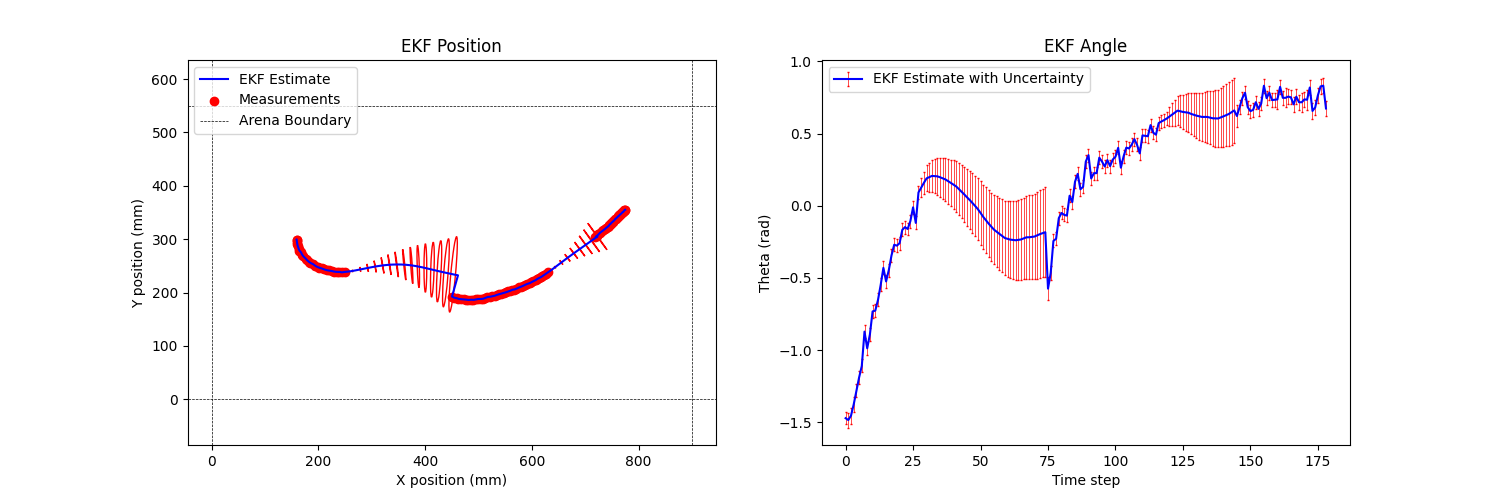 EKF Position
EKF Estimate
Measurements
Arena Boundary
600
500
400
300
200
100
0
Y position (mm)
0
200
400
600
800
X position (mm)
EKF Angle
EKF Estimate with Uncertainty
1.0
0.5
0.0
−0.5
−1.0
−1.5
Theta (rad)
0
25
50
75
100
125
150
175
Time step